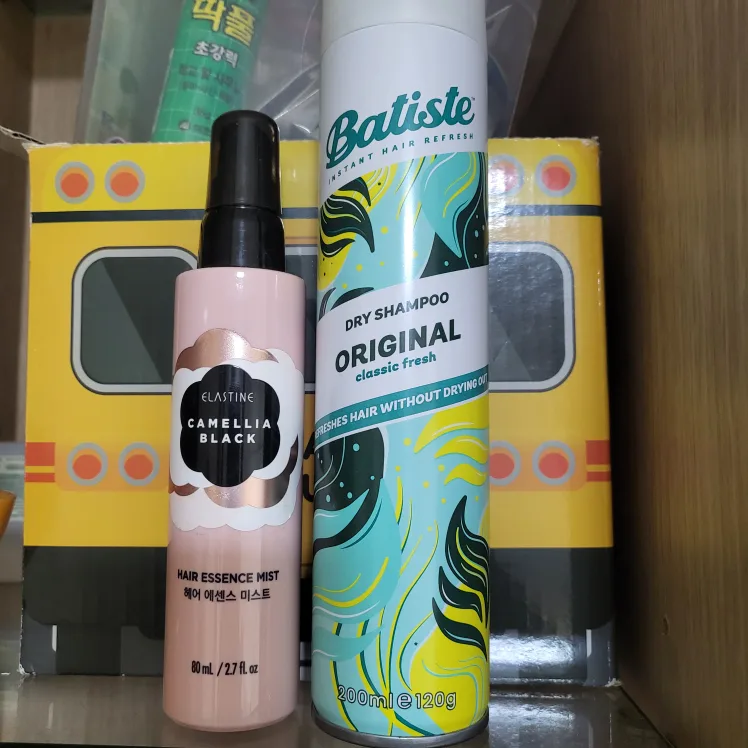 딱풀
초강력
Batiste
INSTANT HAIR REFRESH
DRY SHAMPOO
ORIGINAL
classic fresh
REFRESHES HAIR WITHOUT DRYING OUT
200ml e 120g
ELASTINE
CAMELLIA
BLACK
HAIR ESSENCE MIST
헤어 에센스 미스트
80 mL / 2.7 fl. oz